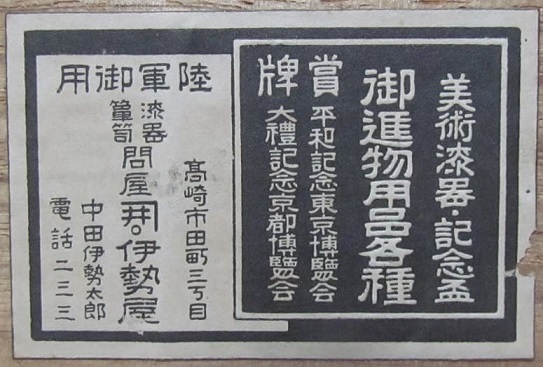 美術漆器・記念盃
御進物用品各種
賞牌
平和記念東京博覧会
大禮記念京都博覧会
陸軍御用
高崎市田町三丁目
漆器
簞笥
問屋
伊勢屋
中田伊勢太郎
電話二三三